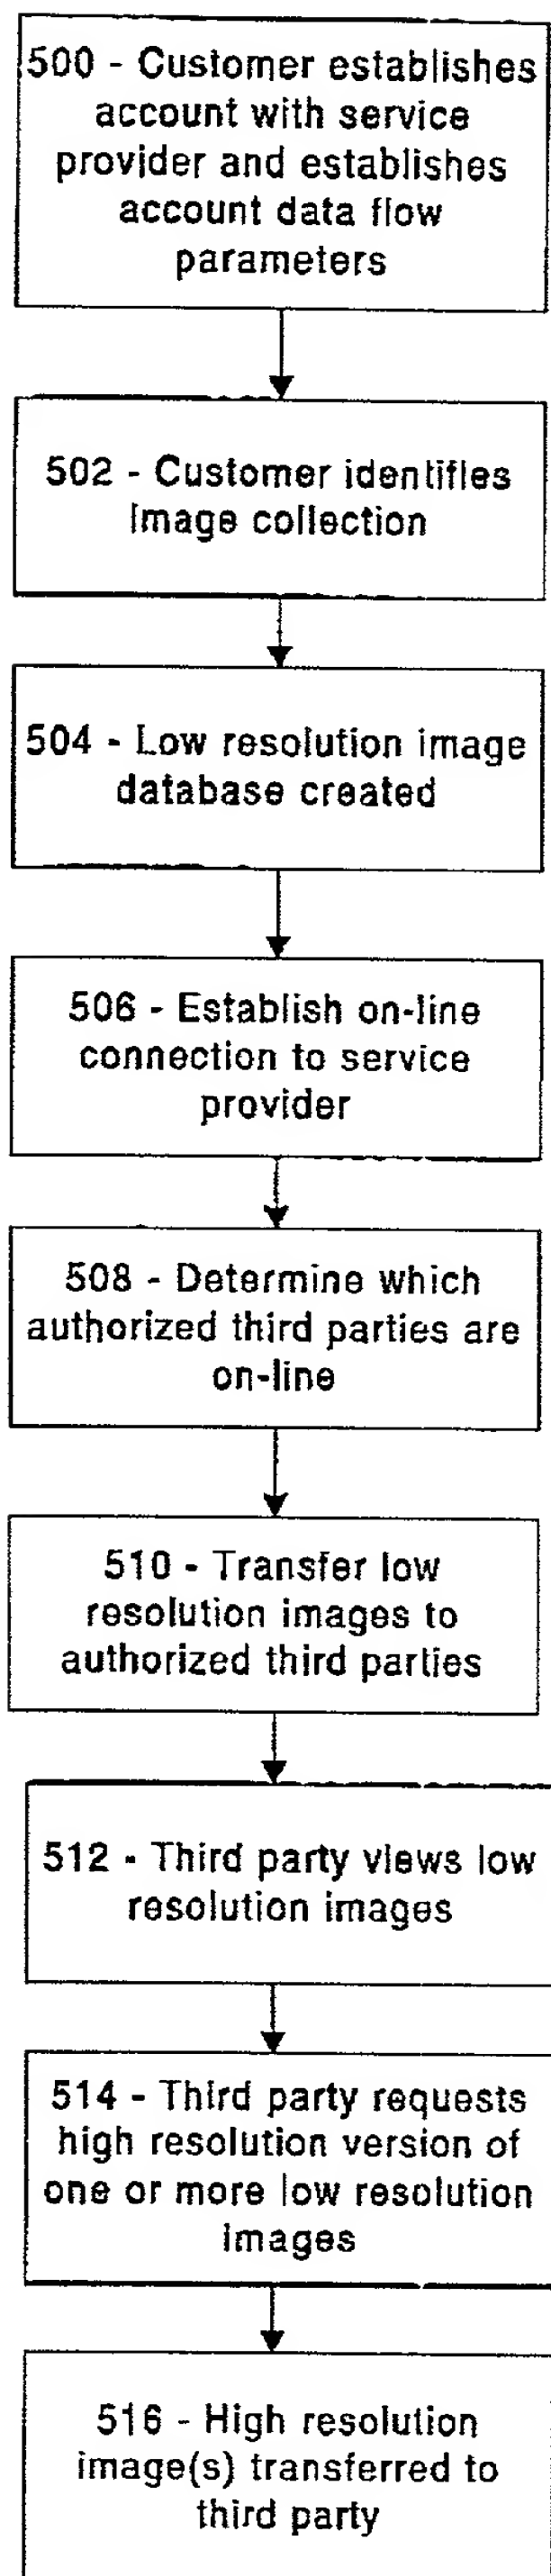 500 - Customer establishes
account with service
provider and establishes
account data flow
parameters
502 - Customer identifies
image collection
504 - Low resolution image
database created
506 - Establish on-line
connection to service
provider
508 - Determine which
authorized third parties are
on-line
510 - Transfer low
resolution images to
authorized third parties
512 - Third party views low
resolution images
514 - Third party requests
high resolution version of
one or more low resolution
images
516 - High resolution
image(s) transferred to
third party